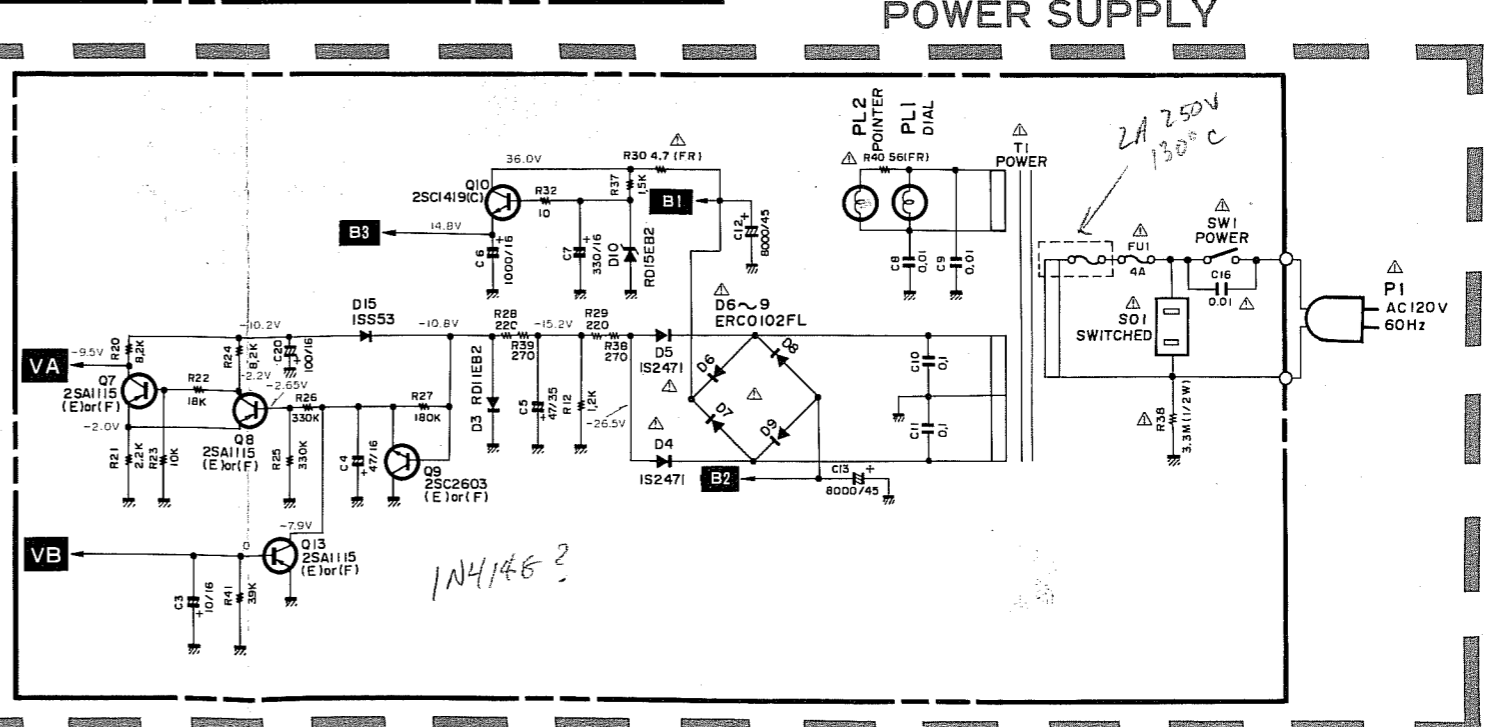 POWER SUPPLY
2A 250V
130°C
PL2
POINTER
PL1
DIAL
R40 56(FR)
T1
POWER
36.0V
R30 4.7 (FR)
Q10
2SC1419(C)
R32
10
R37
1.5K
B1
B3
14.8V
C6
1000/16
C7
330/16
D10
RD15EB2
C12
+
8000/45
C8
0.01
C9
0.01
FU1
4A
SW1
POWER
C16
0.01
SO1
SWITCHED
P1
AC120V
60Hz
D15
1SS53
-10.2V
-10.8V
R28
220
R39
270
-15.2V
R29
220
R38
270
D6~9
ERC0102FL
D5
1S2471
D6
D8
D7
D9
C10
0.1
C11
0.1
VA
-9.5V
R20
8.2K
R24
8.2K
C20
100/16
-2.2V
-2.65V
Q7
2SA1115
(E)or(F)
R22
18K
R26
330K
R27
180K
D3 RD11EB2
C5
47/35
R12
1.2K
-26.5V
D4
1S2471
-2.0V
Q8
2SA1115
(E)or(F)
R21
2.2K
R23
10K
R25
330K
C4
47/16
Q9
2SC2603
(E)or(F)
B2
C13
+
8000/45
R38
3.3M(1/2W)
VB
0
-7.9V
Q13
2SA1115
(E)or(F)
C3
10/16
R41
39K